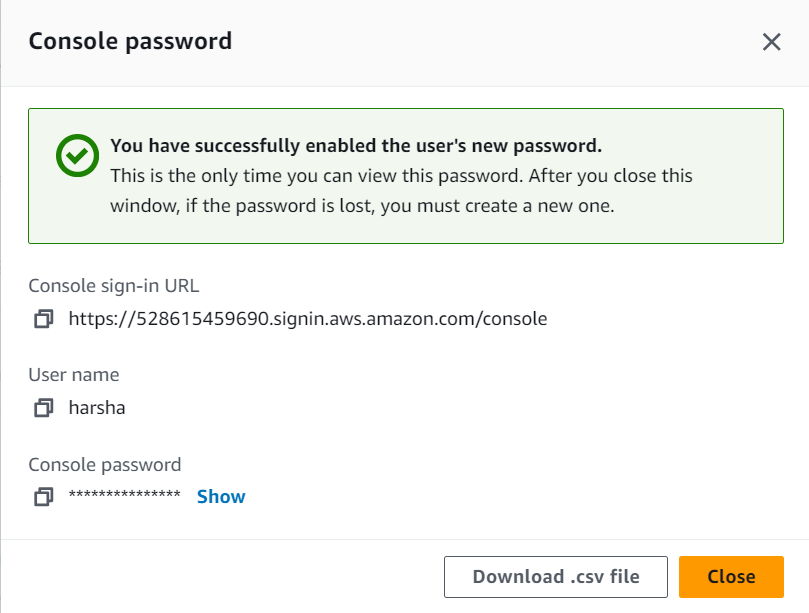 Console password
You have successfully enabled the user's new password.
This is the only time you can view this password. After you close this
window, if the password is lost, you must create a new one.
Console sign-in URL
https://528615459690.signin.aws.amazon.com/console
User name
harsha
Console password
*************** Show
Download .csv file Close